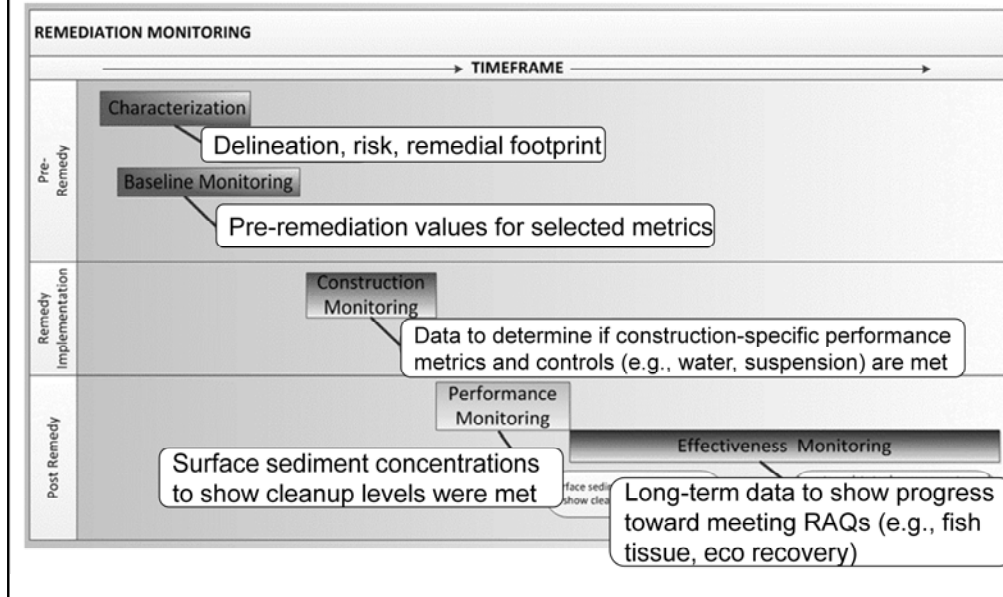 REMEDIATION MONITORING
TIMEFRAME
Pre-
Remedy
Characterization
Delineation, risk, remedial footprint
Baseline Monitoring
Pre-remediation values for selected metrics
Remedy
Implementation
Construction
Monitoring
Data to determine if construction-specific performance
metrics and controls (e.g., water, suspension) are met
Post Remedy
Performance
Monitoring
Surface sediment concentrations
to show cleanup levels were met
Effectiveness Monitoring
Long-term data to show progress
toward meeting RAQs (e.g., fish
tissue, eco recovery)